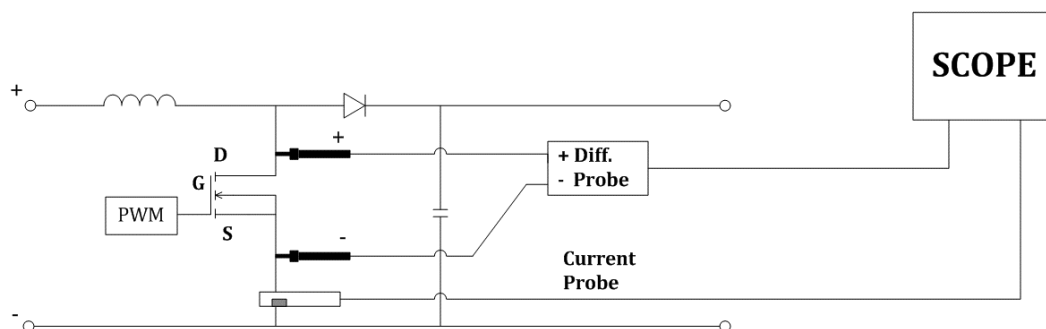 SCOPE
+
+
D
+ Diff.
- Probe
G
PWM
S
-
Current
Probe
-